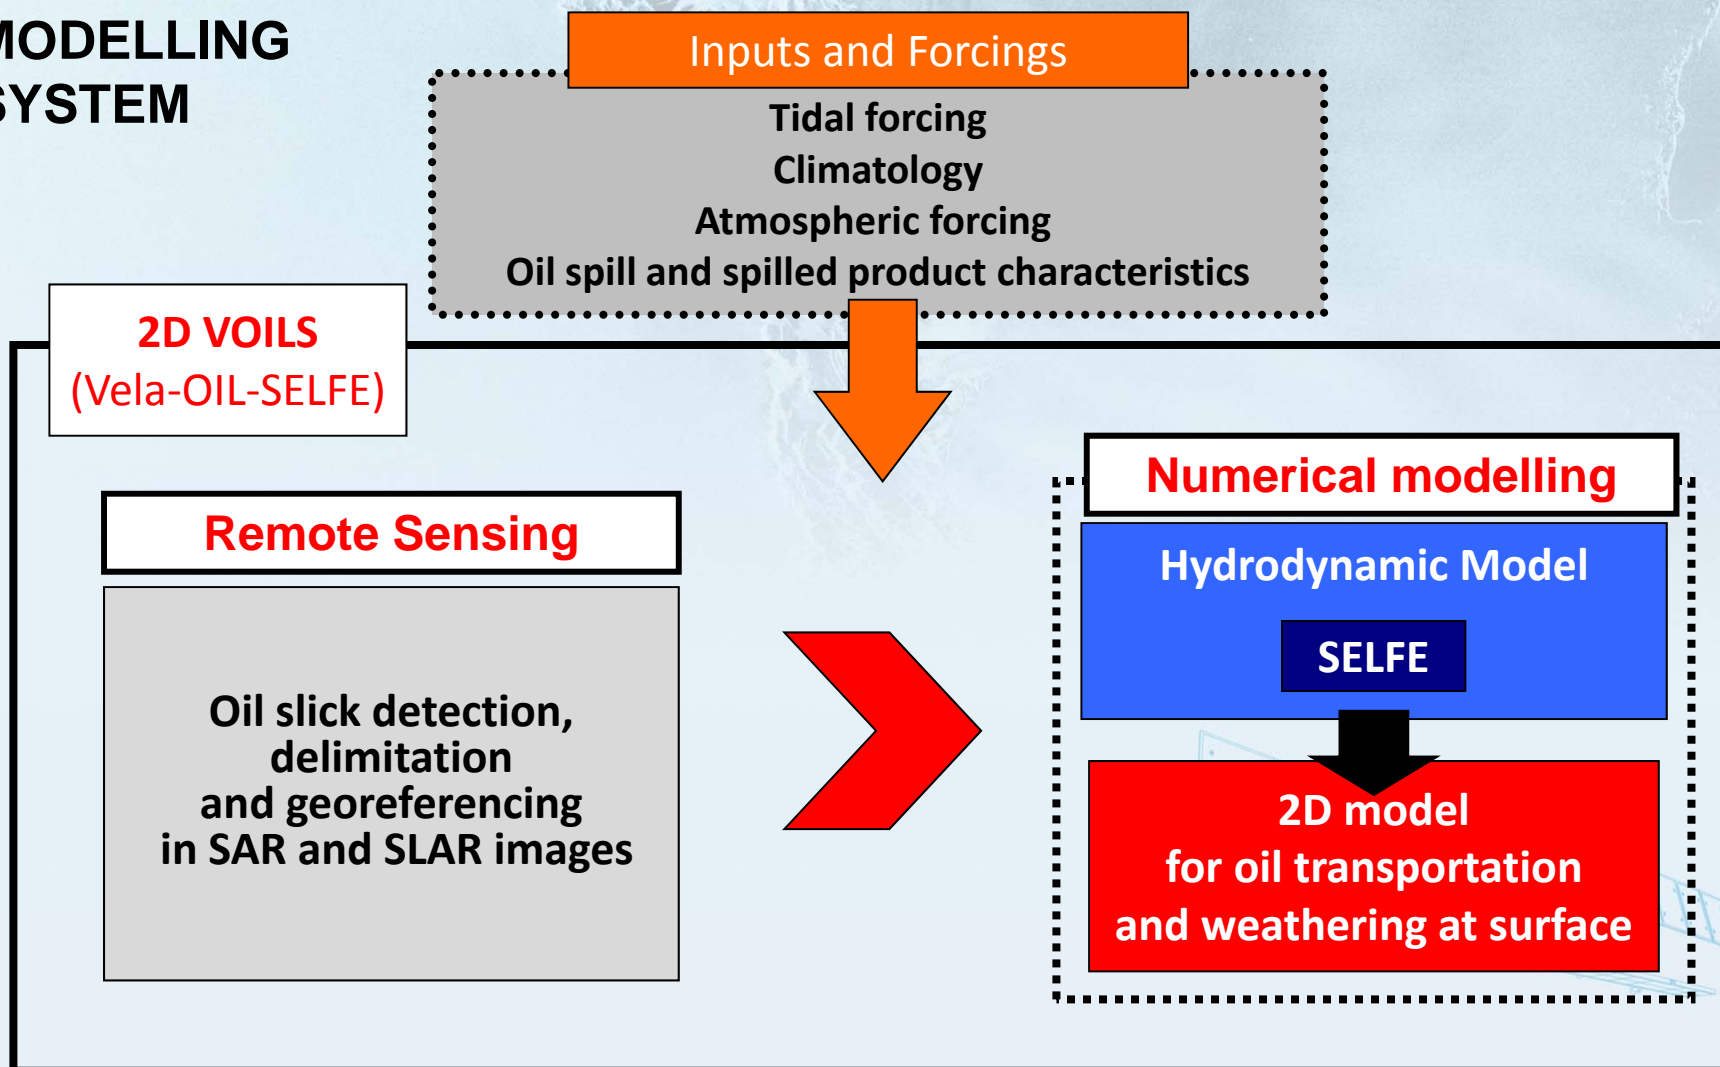 MODELLING
SYSTEM
Inputs and Forcings
Tidal forcing
Climatology
Atmospheric forcing
Oil spill and spilled product characteristics
2D VOILS
(Vela-OIL-SELFE)
Remote Sensing
Oil slick detection,
delimitation
and georeferencing
in SAR and SLAR images
Numerical modelling
Hydrodynamic Model
SELFE
2D model
for oil transportation
and weathering at surface